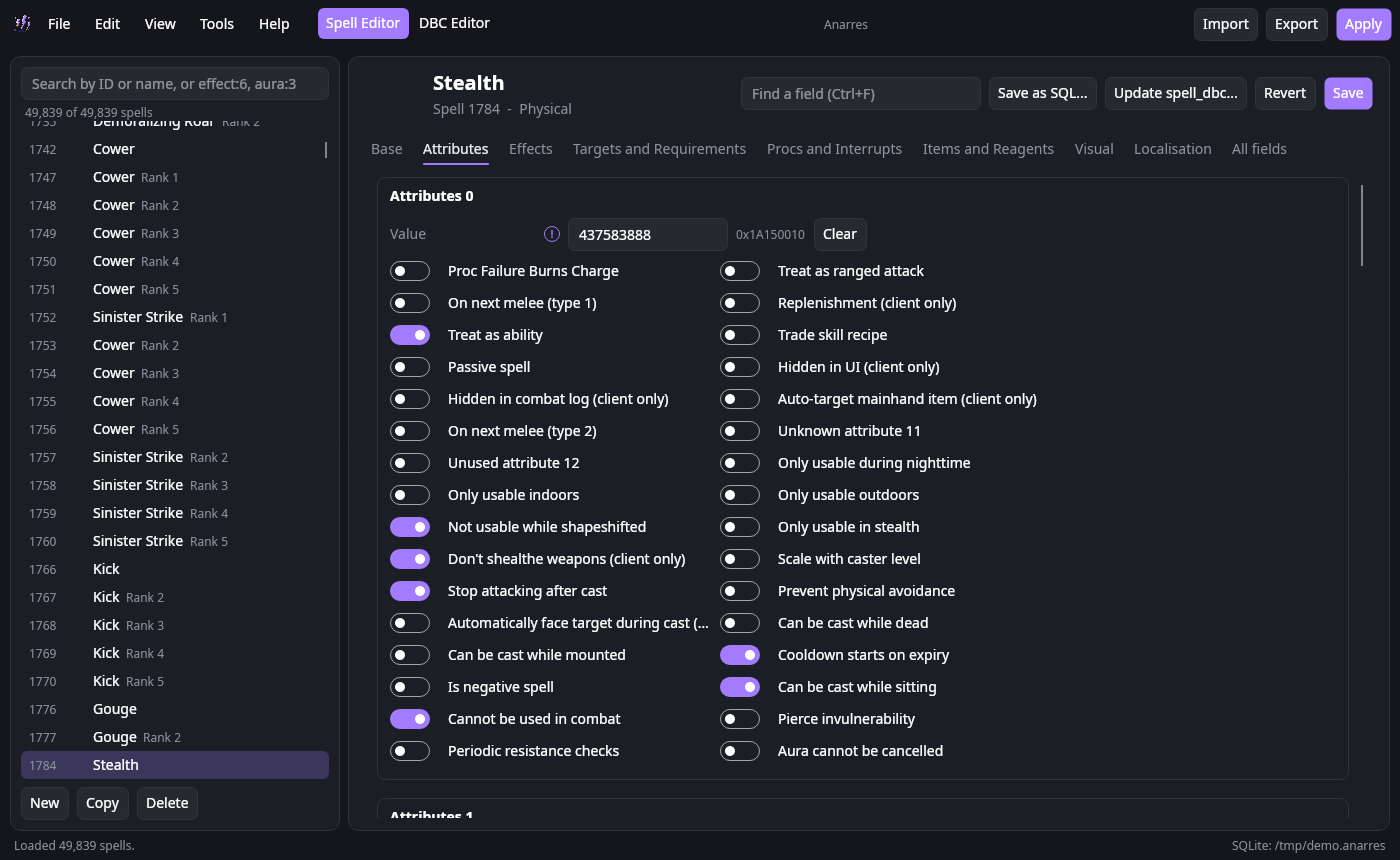 File Edit View Tools Help Spell Editor DBC Editor Anarres Import Export Apply
Search by ID or name, or effect:6, aura:3
49,839 of 49,839 spells
1735 Demoralizing Roar Rank 2
1742 Cower
1747 Cower Rank 1
1748 Cower Rank 2
1749 Cower Rank 3
1750 Cower Rank 4
1751 Cower Rank 5
1752 Sinister Strike Rank 1
1753 Cower Rank 2
1754 Cower Rank 3
1755 Cower Rank 4
1756 Cower Rank 5
1757 Sinister Strike Rank 2
1758 Sinister Strike Rank 3
1759 Sinister Strike Rank 4
1760 Sinister Strike Rank 5
1766 Kick
1767 Kick Rank 2
1768 Kick Rank 3
1769 Kick Rank 4
1770 Kick Rank 5
1776 Gouge
1777 Gouge Rank 2
1784 Stealth
New Copy Delete
Stealth
Spell 1784 - Physical
Find a field (Ctrl+F) Save as SQL... Update spell_dbc... Revert Save
Base Attributes Effects Targets and Requirements Procs and Interrupts Items and Reagents Visual Localisation All fields
Attributes 0
Value 437583888 0x1A150010 Clear
Proc Failure Burns Charge Treat as ranged attack
On next melee (type 1) Replenishment (client only)
Treat as ability Trade skill recipe
Passive spell Hidden in UI (client only)
Hidden in combat log (client only) Auto-target mainhand item (client only)
On next melee (type 2) Unknown attribute 11
Unused attribute 12 Only usable during nighttime
Only usable indoors Only usable outdoors
Not usable while shapeshifted Only usable in stealth
Don't shealthe weapons (client only) Scale with caster level
Stop attacking after cast Prevent physical avoidance
Automatically face target during cast (... Can be cast while dead
Can be cast while mounted Cooldown starts on expiry
Is negative spell Can be cast while sitting
Cannot be used in combat Pierce invulnerability
Periodic resistance checks Aura cannot be cancelled
Attributes 1
Loaded 49,839 spells. SQLite: /tmp/demo.anarres